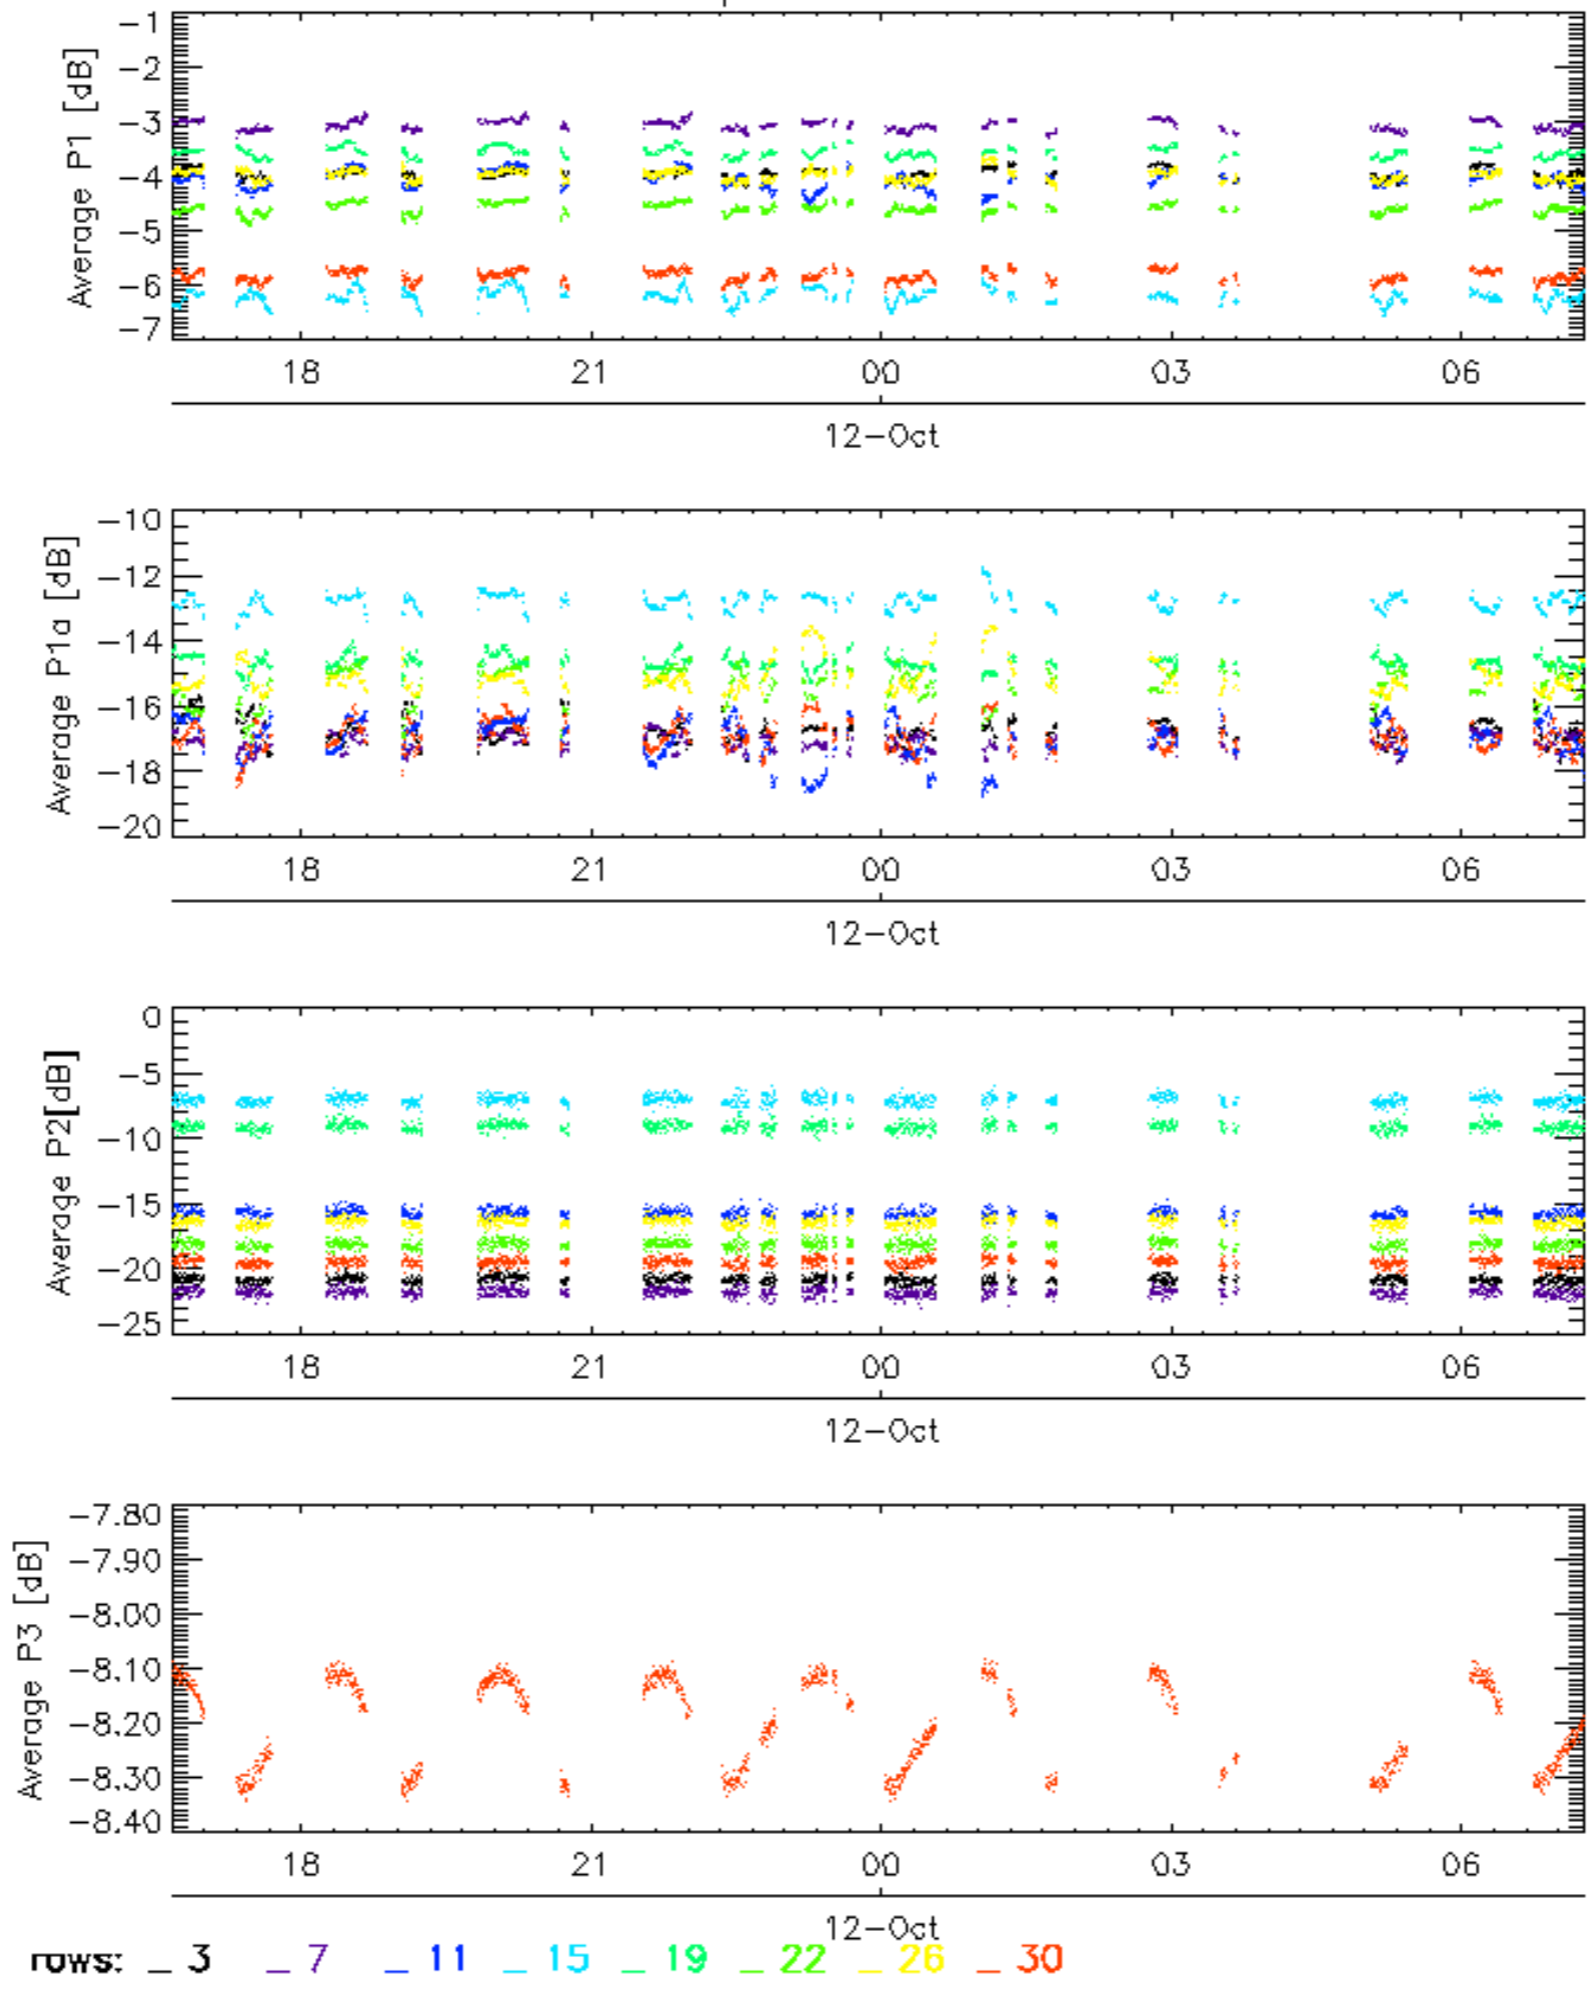 Average P1 [dB]
−1
−2
−3
−4
−5
−6
−7
18 21 00 03 06
12−Oct
Average P1a [dB]
−10
−12
−14
−16
−18
−20
18 21 00 03 06
12−Oct
Average P2[dB]
0
−5
−10
−15
−20
−25
18 21 00 03 06
12−Oct
Average P3 [dB]
−7.80
−7.90
−8.00
−8.10
−8.20
−8.30
−8.40
18 21 00 03 06
12−Oct
rows: _ 3 _ 7 _ 11 _ 15 _ 19 _ 22 _ 26 _ 30